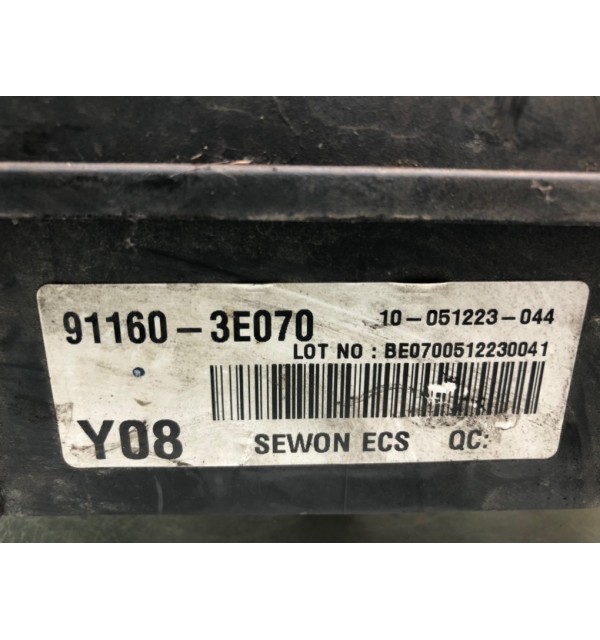 91160-3E070 10-051223-044
LOT NO : BE0700512230041
Y08 SEWON ECS QC: